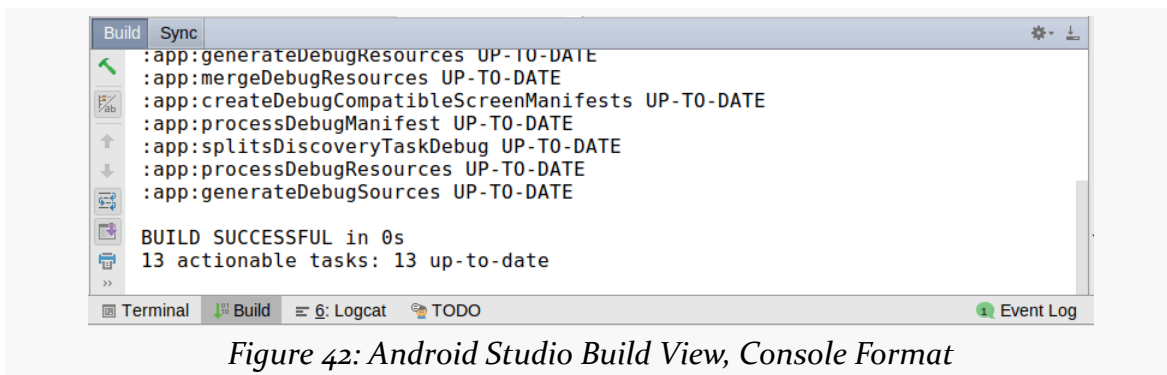 Build Sync
:app:generateDebugResources UP-TO-DATE
:app:mergeDebugResources UP-TO-DATE
:app:createDebugCompatibleScreenManifests UP-TO-DATE
:app:processDebugManifest UP-TO-DATE
:app:splitsDiscoveryTaskDebug UP-TO-DATE
:app:processDebugResources UP-TO-DATE
:app:generateDebugSources UP-TO-DATE
BUILD SUCCESSFUL in 0s
13 actionable tasks: 13 up-to-date
Terminal Build 6: Logcat TODO 1 Event Log
Figure 42: Android Studio Build View, Console Format